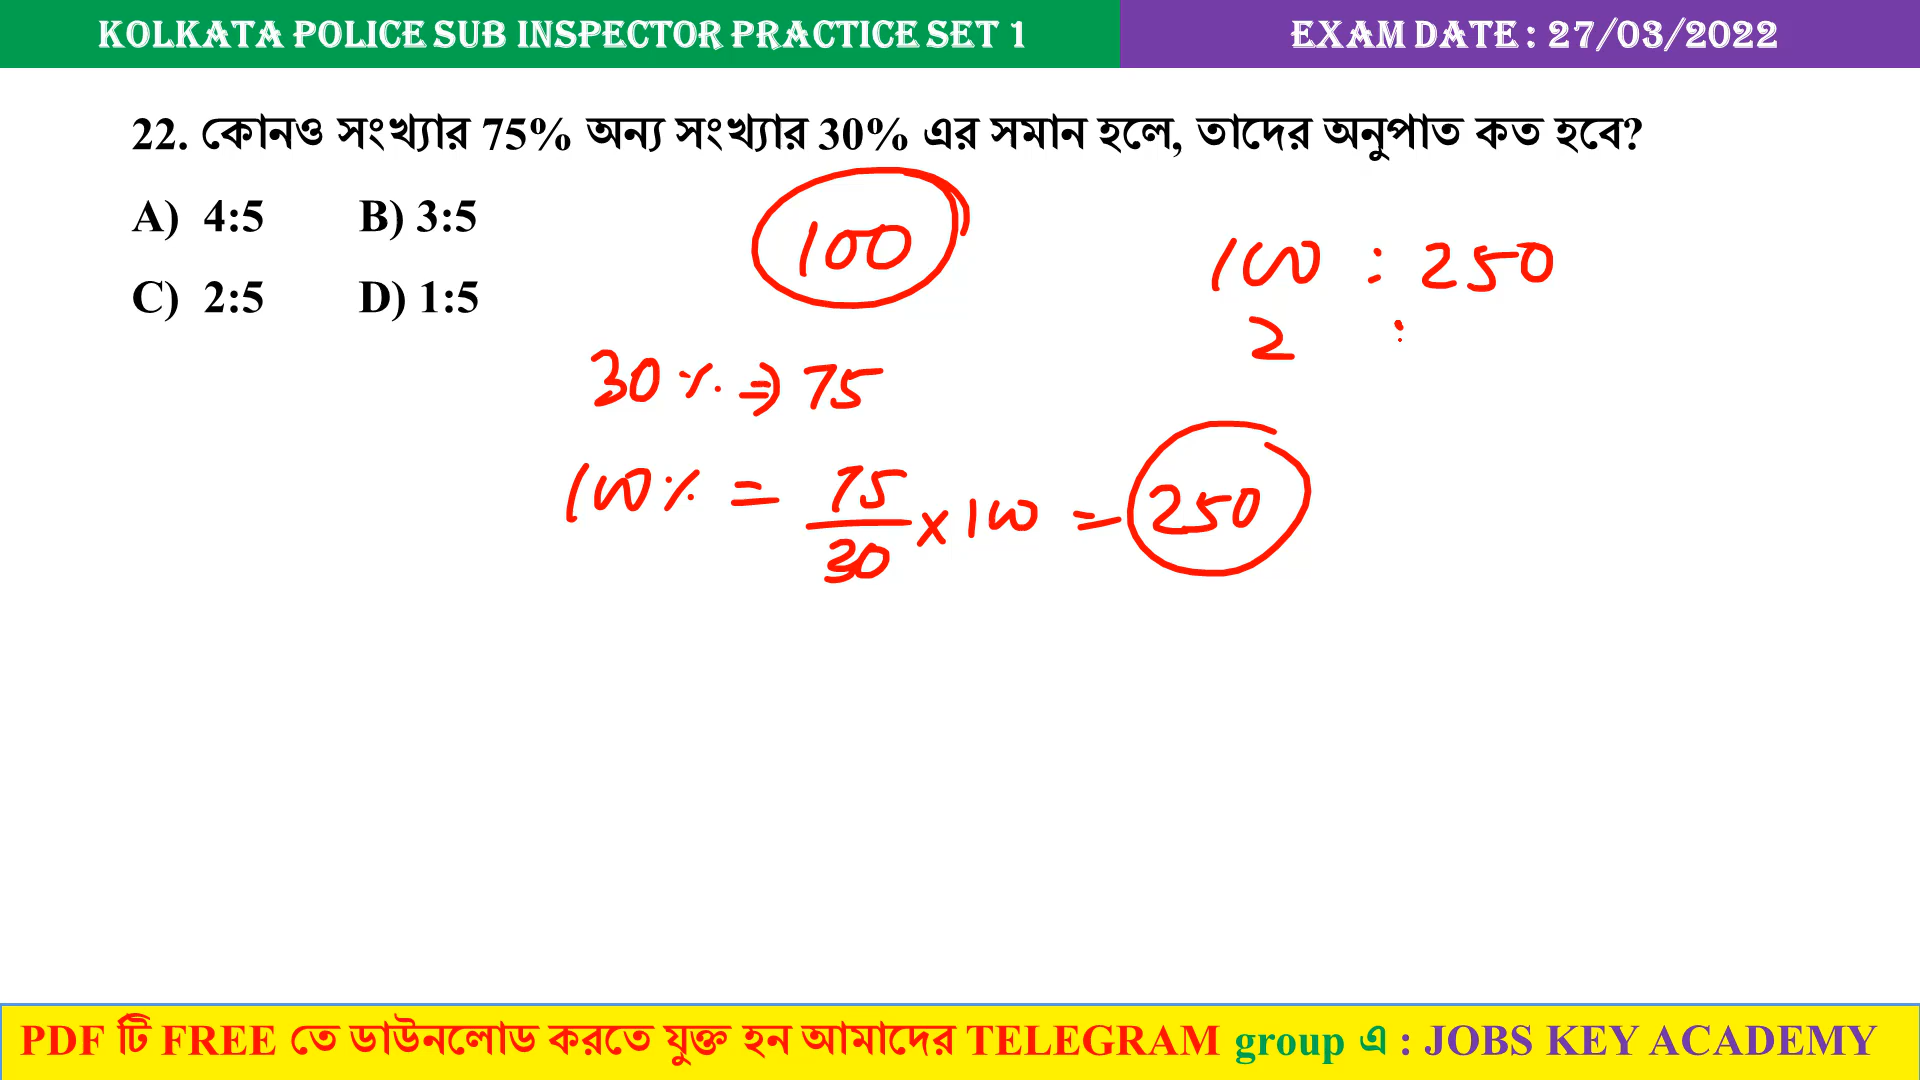 KOLKATA POLICE SUB INSPECTOR PRACTICE SET 1
EXAM DATE : 27/03/2022
22. কোনও সংখ্যার 75% অন্য সংখ্যার 30% এর সমান হলে, তাদের অনুপাত কত হবে?
A) 4:5 B) 3:5
C) 2:5 D) 1:5
100
100 : 250
2 :
30% ⇒ 75
100% = 75/30 × 100 = 250
PDF টি FREE তে ডাউনলোড করতে যুক্ত হন আমাদের TELEGRAM group এ : JOBS KEY ACADEMY